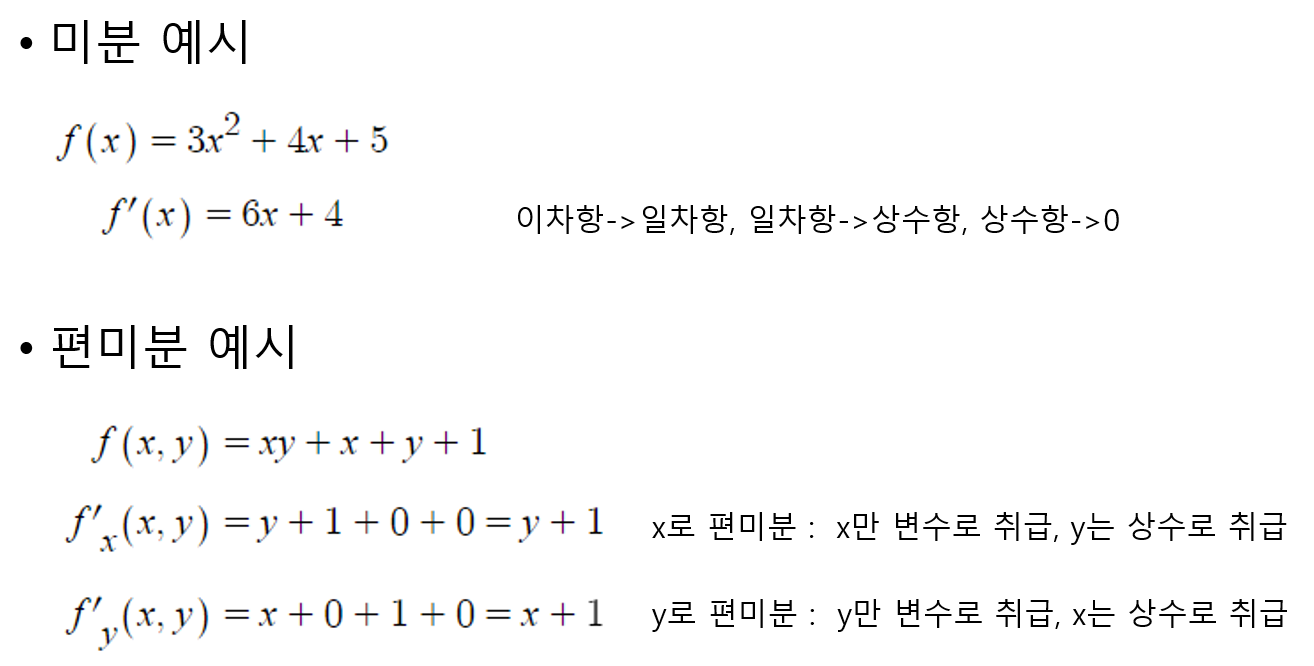 • 미분 예시
f(x) = 3x² + 4x + 5
f′(x) = 6x + 4 이차항->일차항, 일차항->상수항, 상수항->0
• 편미분 예시
f(x, y) = xy + x + y + 1
f′ₓ(x, y) = y + 1 + 0 + 0 = y + 1 x로 편미분 : x만 변수로 취급, y는 상수로 취급
f′_y(x, y) = x + 0 + 1 + 0 = x + 1 y로 편미분 : y만 변수로 취급, x는 상수로 취급